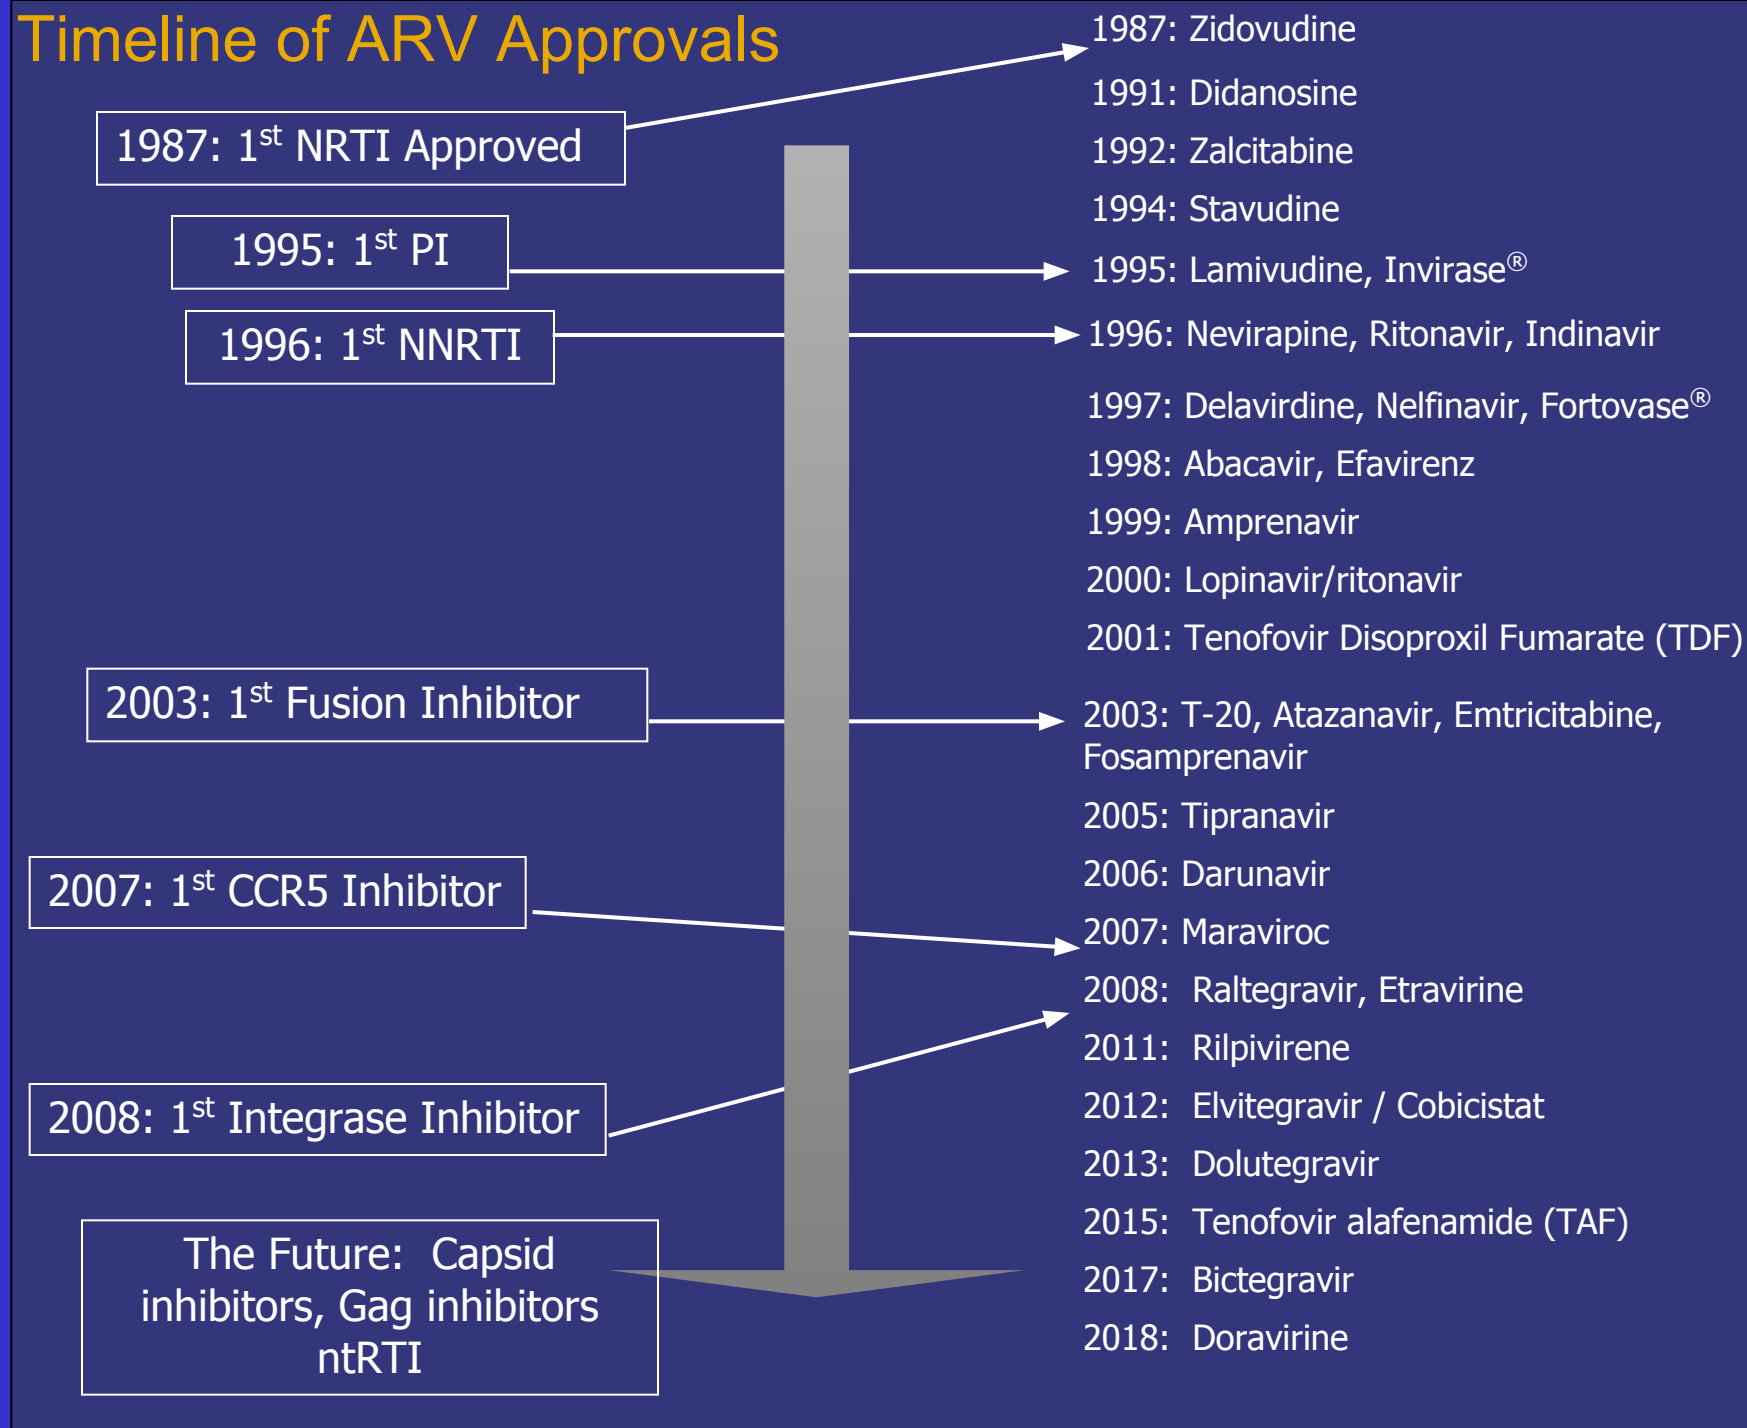 Timeline of ARV Approvals
1987: 1st NRTI Approved
1995: 1st PI
1996: 1st NNRTI
2003: 1st Fusion Inhibitor
2007: 1st CCR5 Inhibitor
2008: 1st Integrase Inhibitor
The Future:  Capsid
inhibitors, Gag inhibitors
ntRTI
1987: Zidovudine
1991: Didanosine
1992: Zalcitabine
1994: Stavudine
1995: Lamivudine, Invirase®
1996: Nevirapine, Ritonavir, Indinavir
1997: Delavirdine, Nelfinavir, Fortovase®
1998: Abacavir, Efavirenz
1999: Amprenavir
2000: Lopinavir/ritonavir
2001: Tenofovir Disoproxil Fumarate (TDF)
2003: T-20, Atazanavir, Emtricitabine,
Fosamprenavir
2005: Tipranavir
2006: Darunavir
2007: Maraviroc
2008:  Raltegravir, Etravirine
2011:  Rilpivirene
2012:  Elvitegravir / Cobicistat
2013:  Dolutegravir
2015:  Tenofovir alafenamide (TAF)
2017:  Bictegravir
2018:  Doravirine